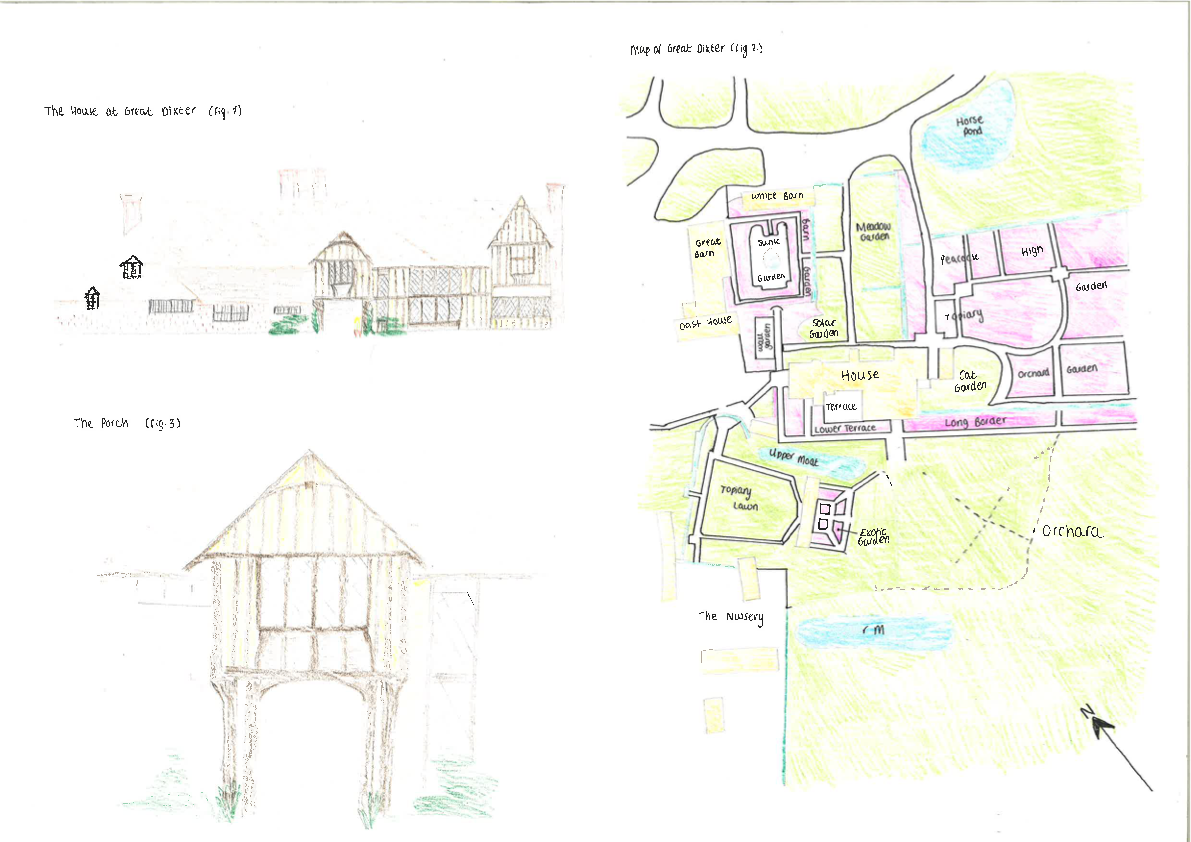 Map of Great Dixter (fig 2.)
The House at Great Dixter (fig. 1)
The Porch (fig. 3)
Horse
Pond
White Barn
Great
Barn
Sunk
Garden
Barn
Garden
Meadow
Garden
Peacock
High
Garden
Topiary
Oast House
Wall
Garden
Solar
Garden
House
Cat
Garden
Orchard
Garden
Terrace
Lower Terrace
Long Border
Upper Moat
Topiary
Lawn
Exotic
Garden
Orchard
The Nursery
N